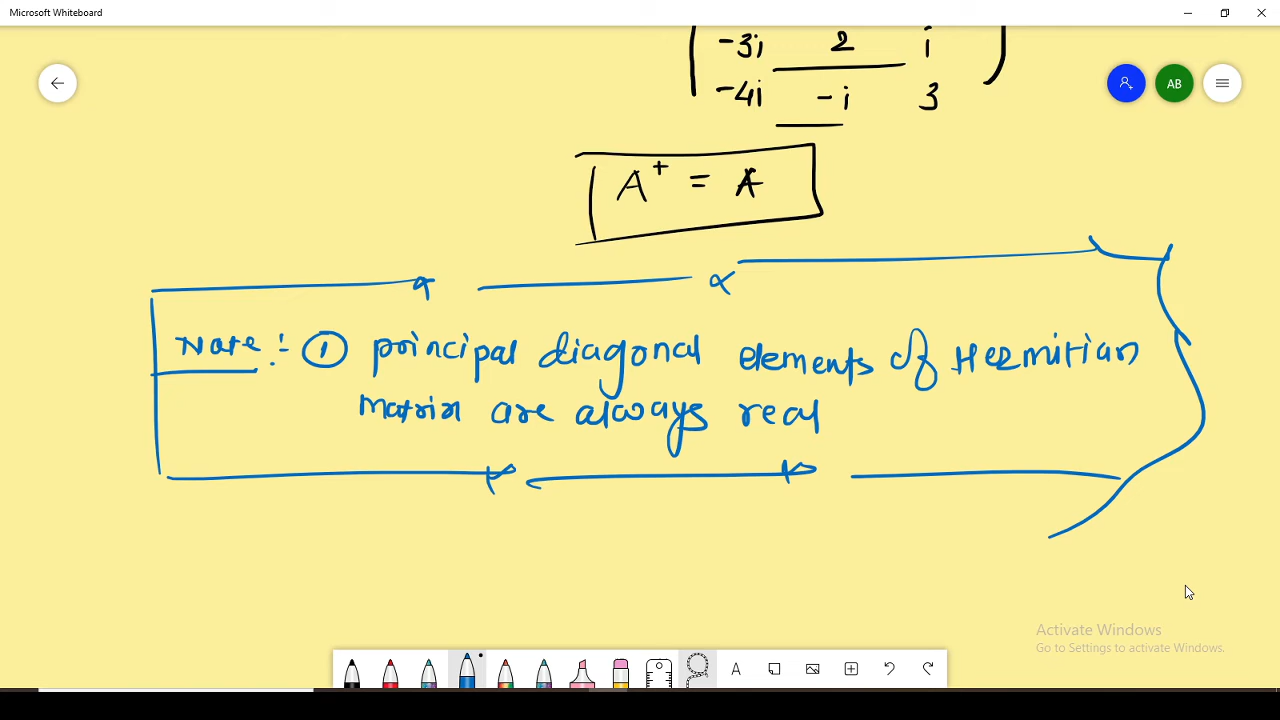 Microsoft Whiteboard
-3i 2 i
-4i -i 3
AB
A⁺ = A
Note :- ① principal diagonal elements of Hermitian
Matrix are always real
Activate Windows
Go to Settings to activate Windows.
A